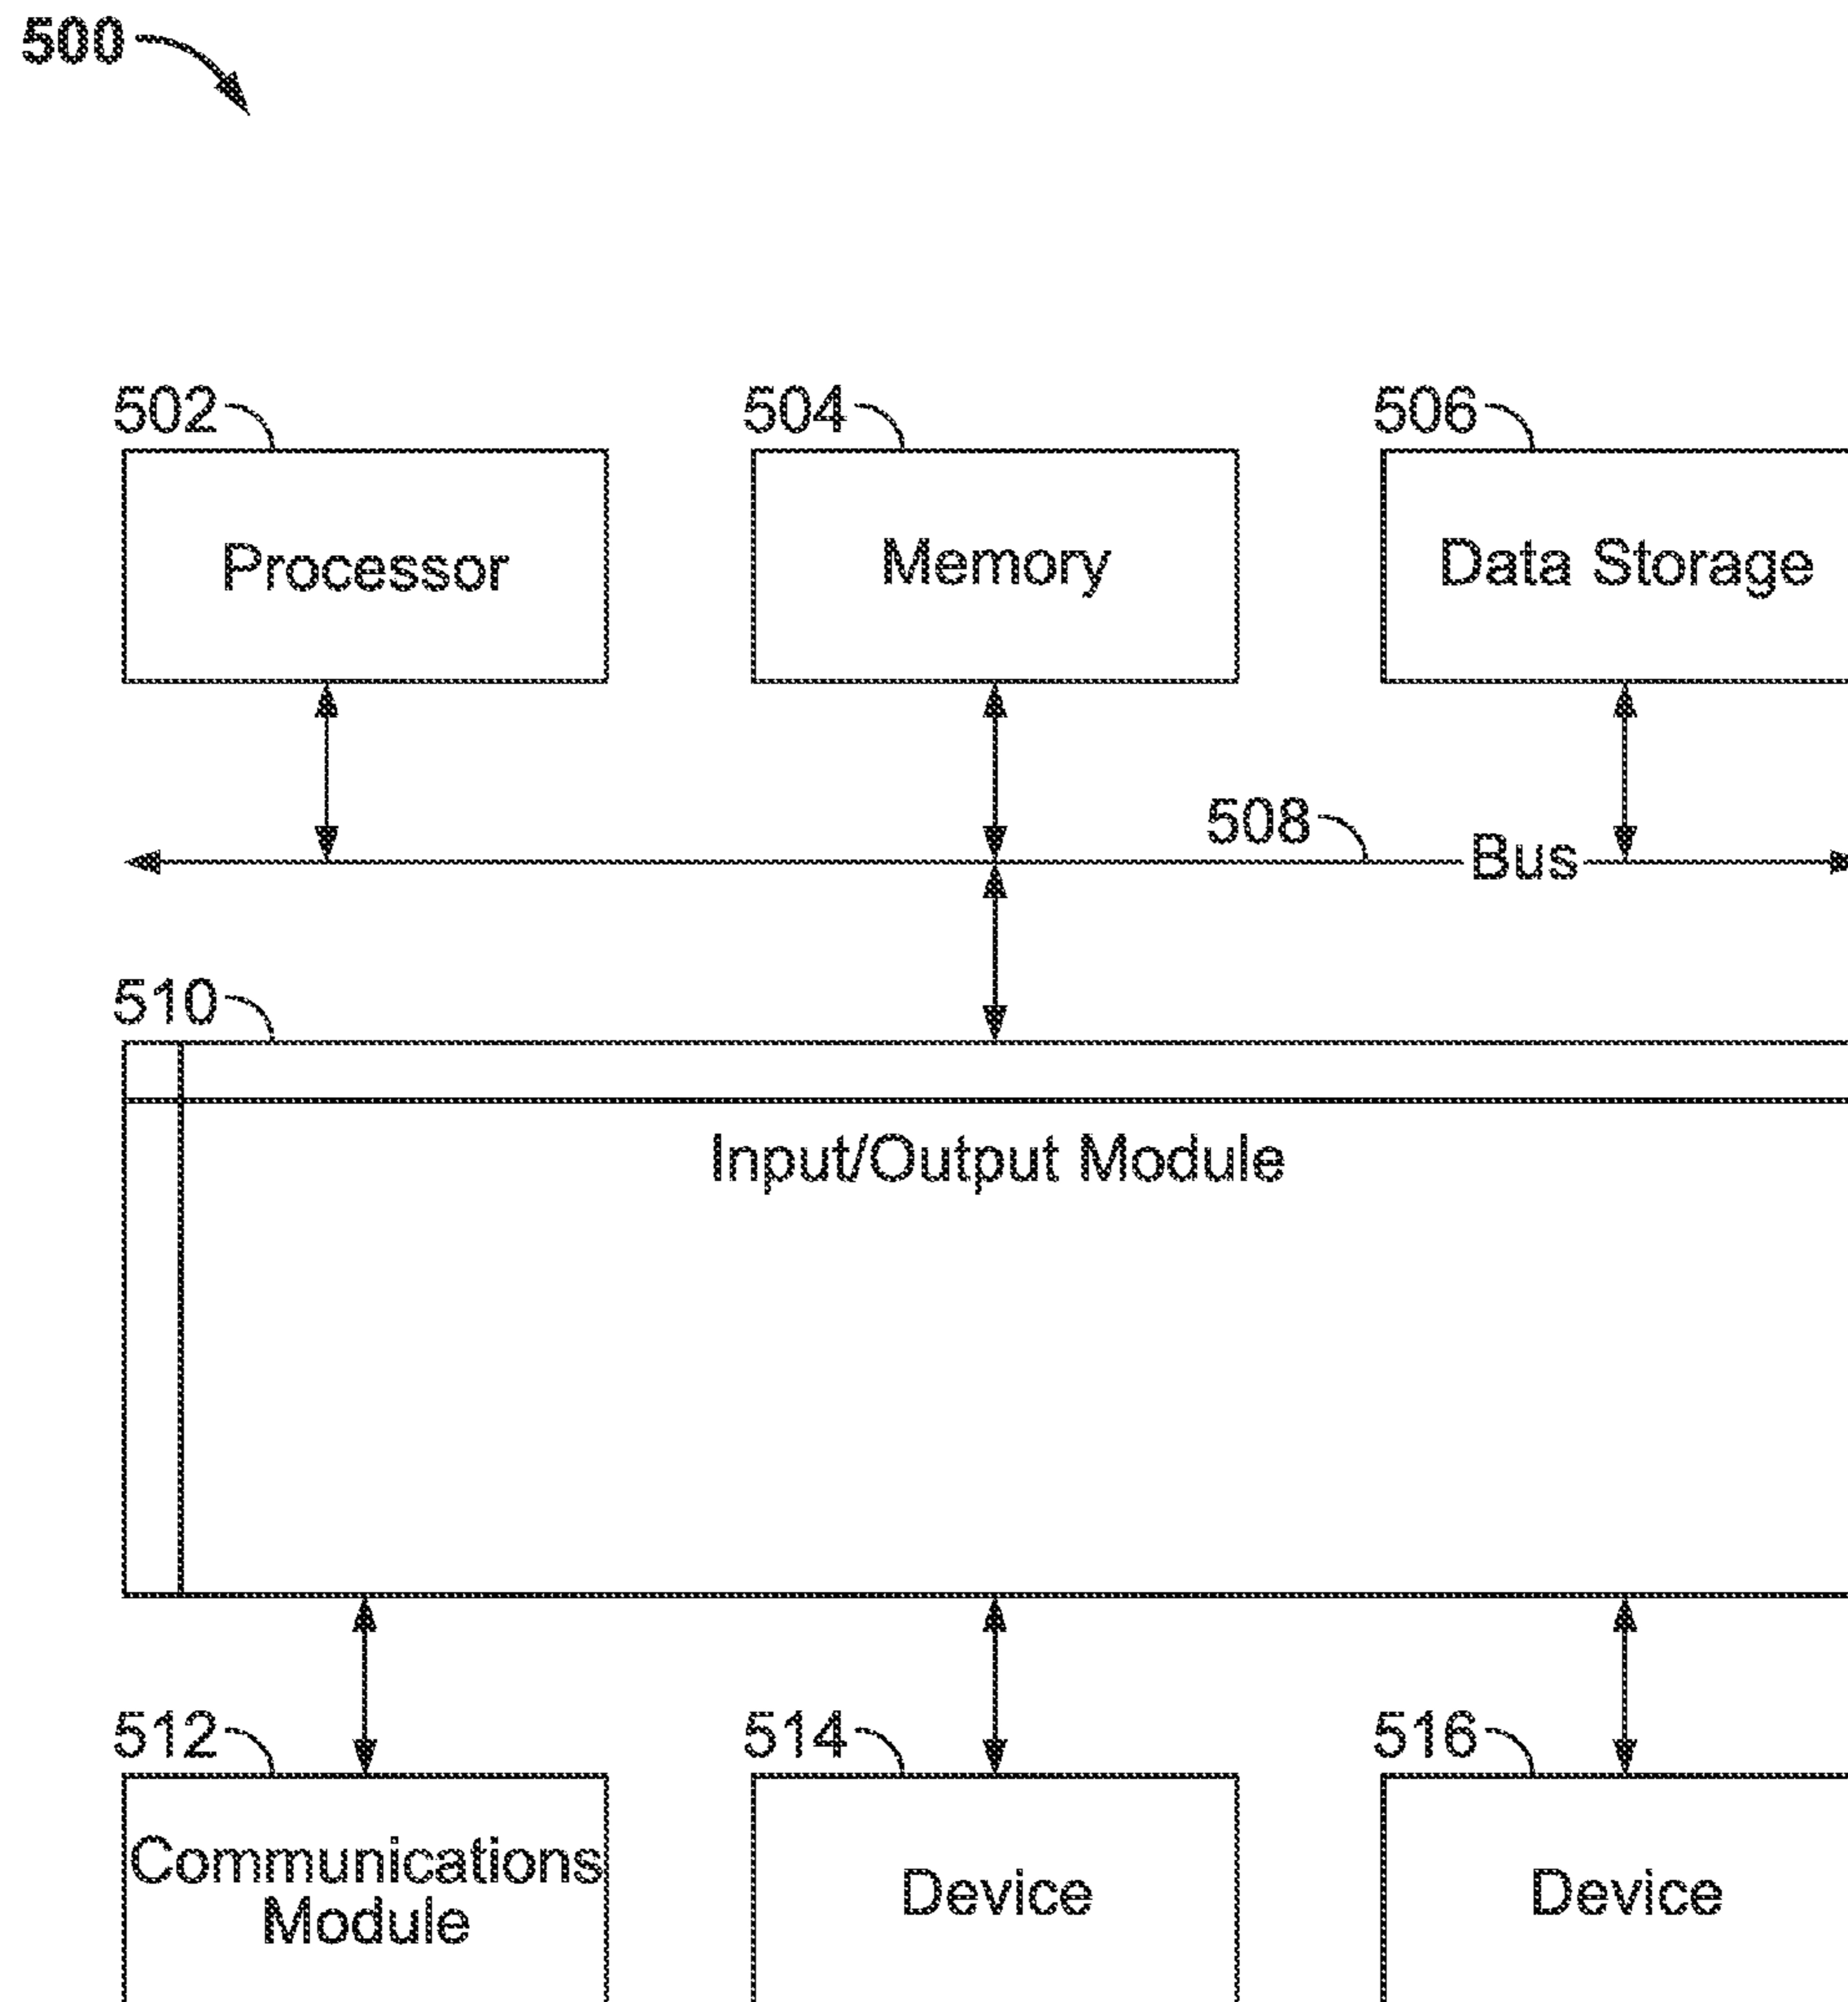 500
502
504
506
Processor
Memory
Data Storage
508
Bus
510
Input/Output Module
512
514
516
Communications
Module
Device
Device